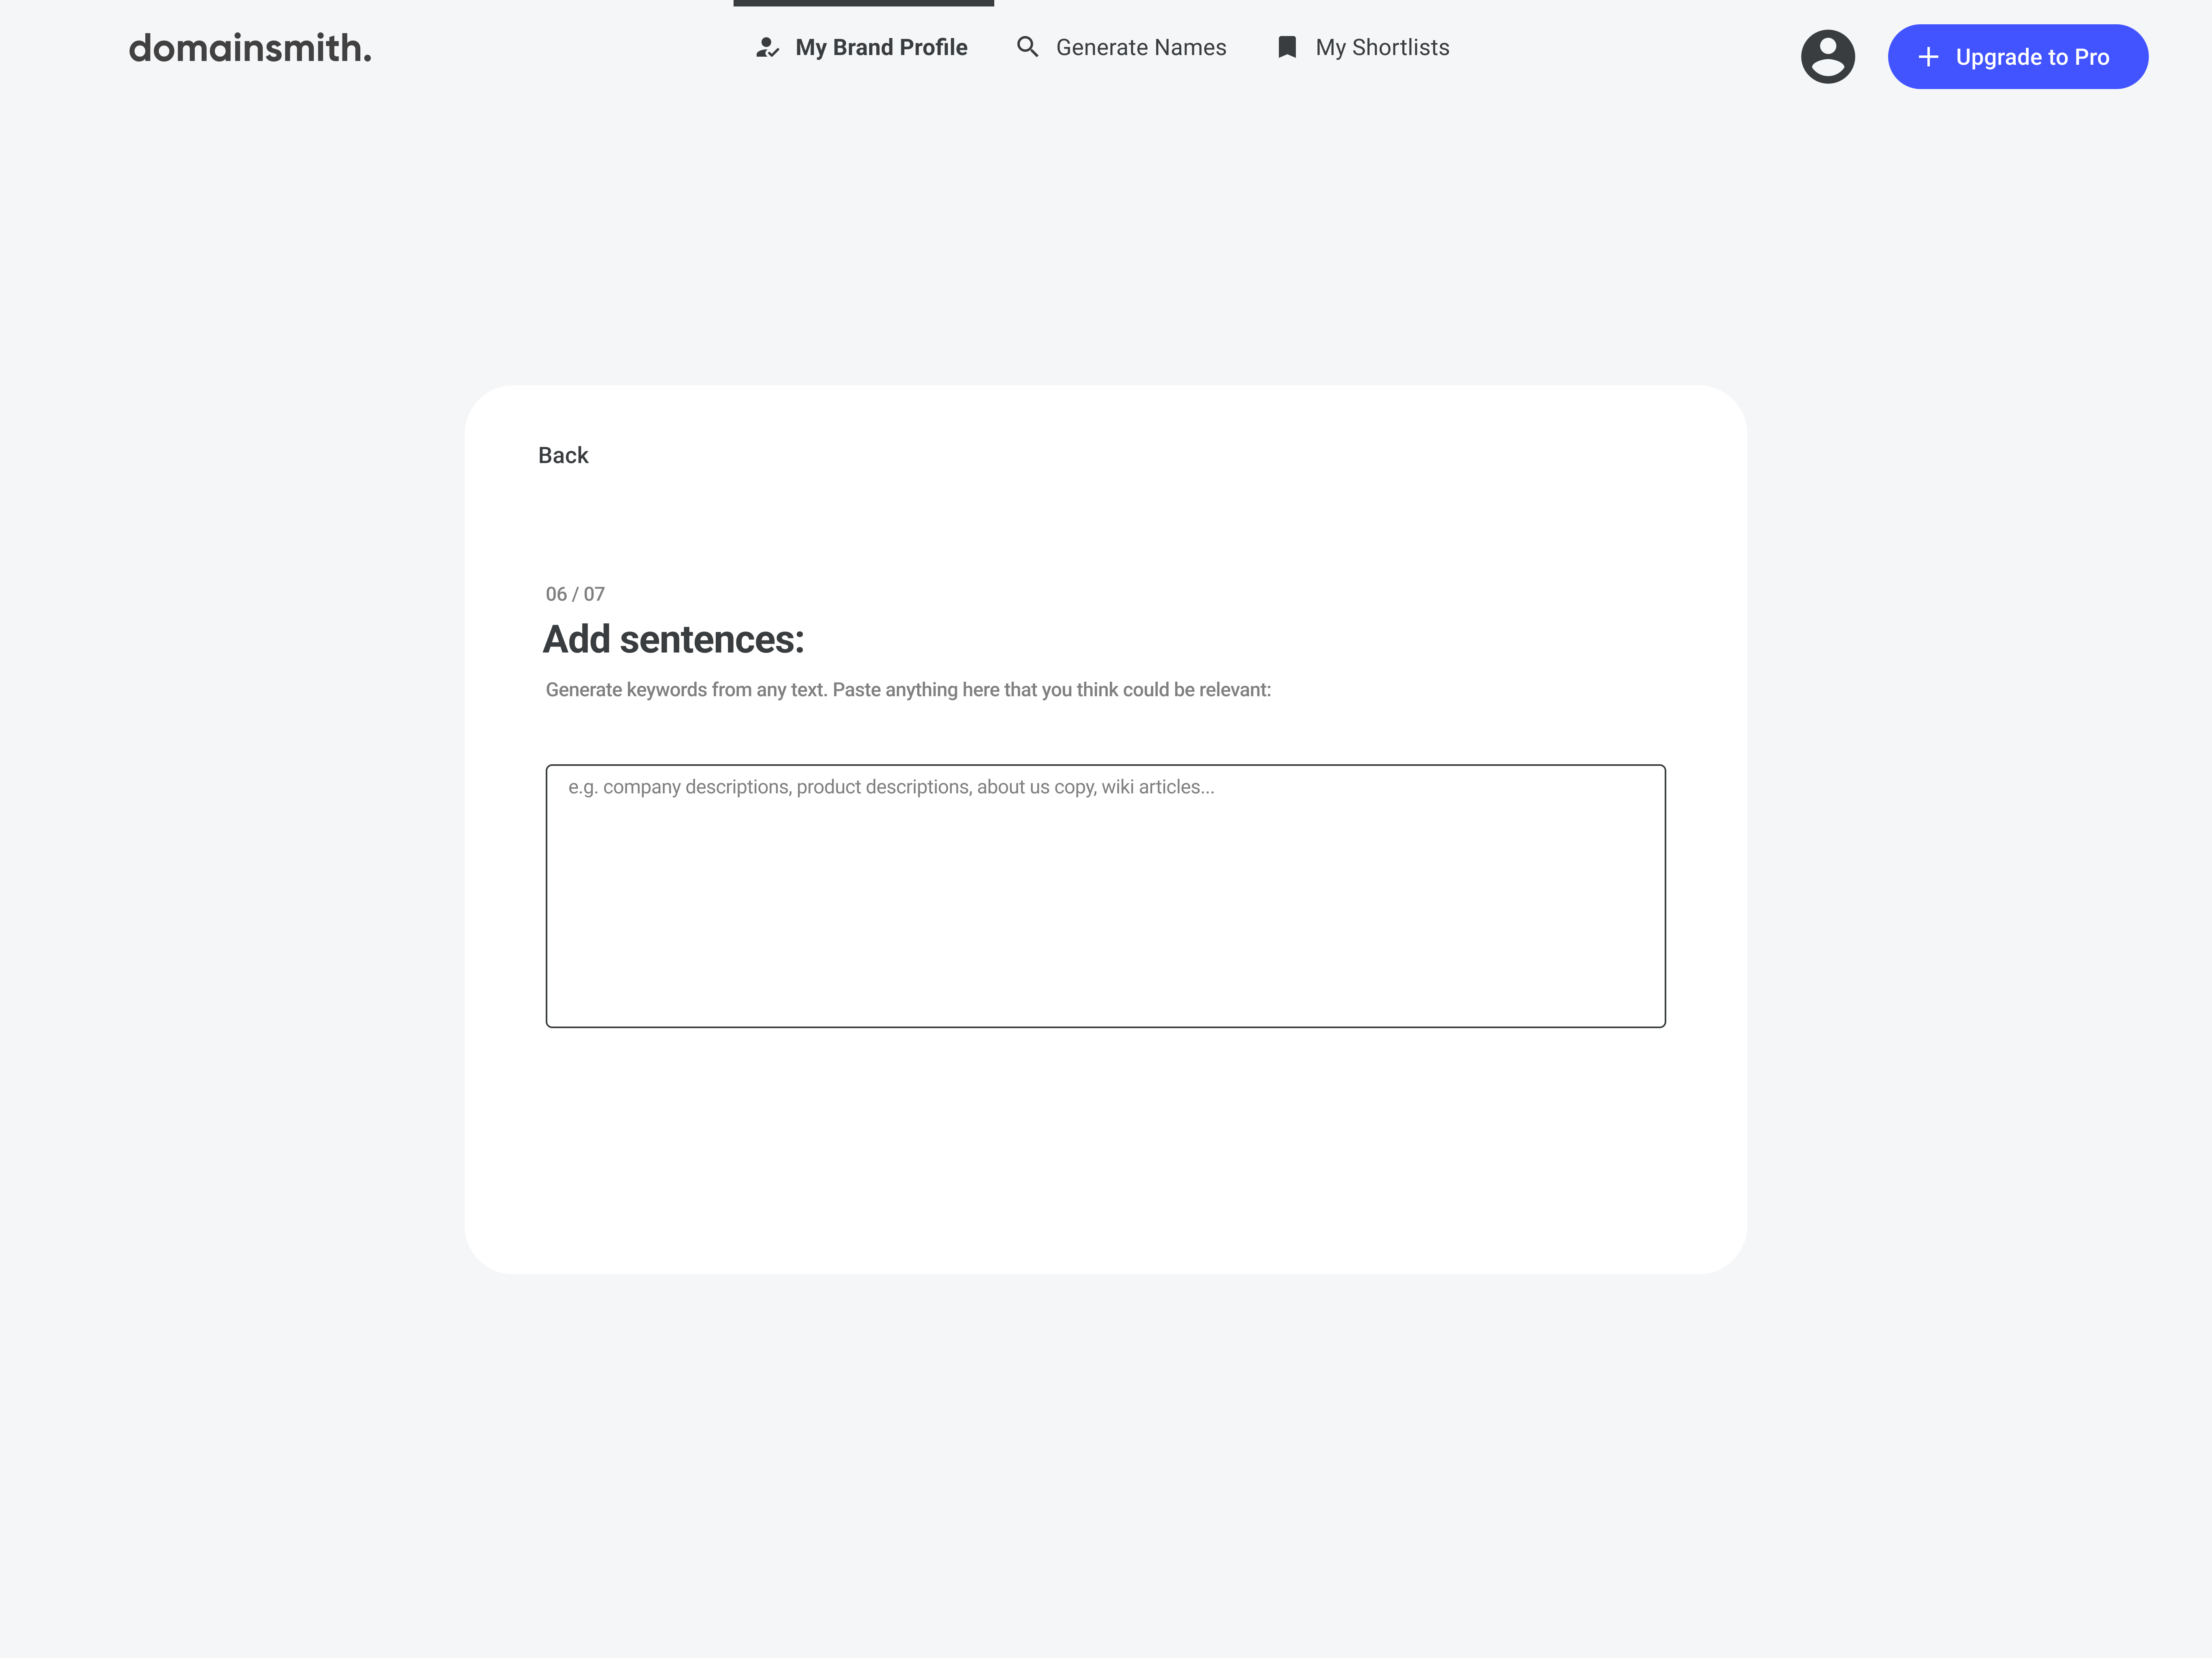 domainsmith.
My Brand Profile
Generate Names
My Shortlists
Upgrade to Pro
Back
06 / 07
Add sentences:
Generate keywords from any text. Paste anything here that you think could be relevant:
e.g. company descriptions, product descriptions, about us copy, wiki articles...